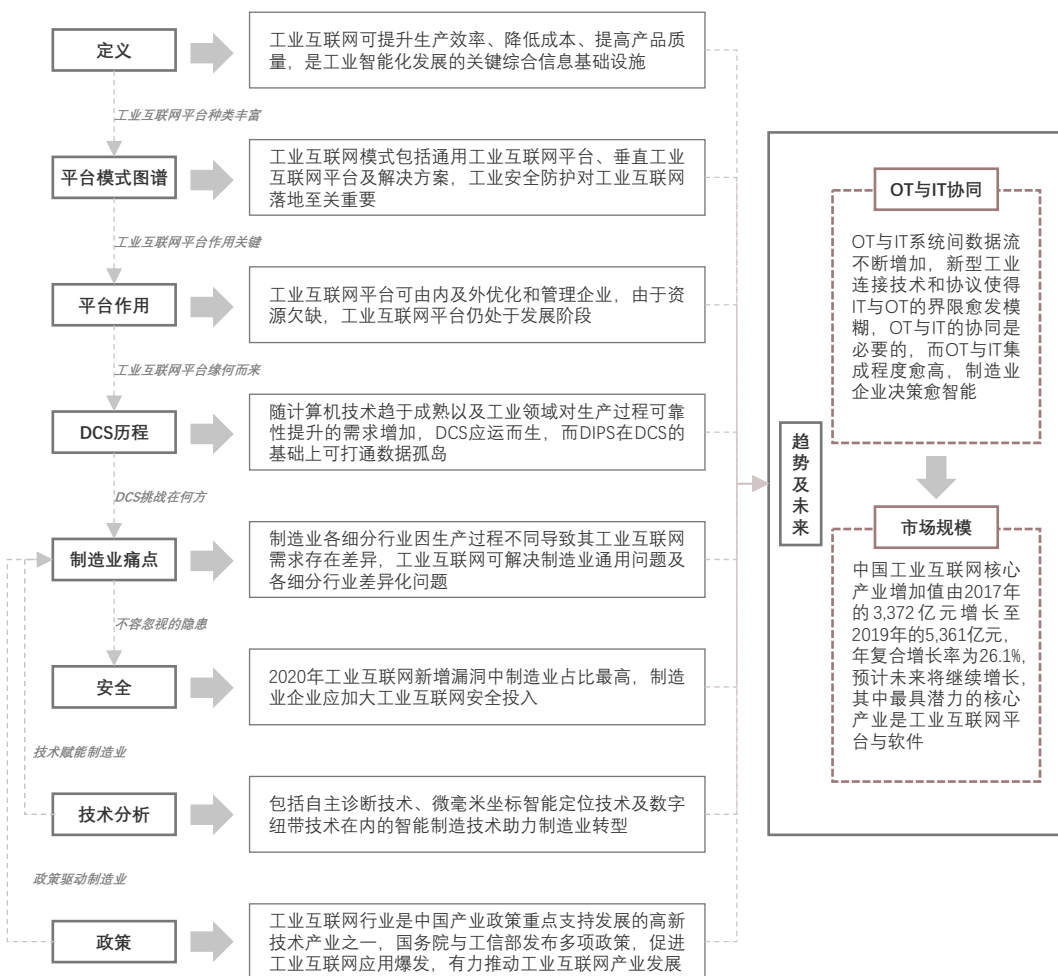 定义
工业互联网可提升生产效率、降低成本、提高产品质
量，是工业智能化发展的关键综合信息基础设施
工业互联网平台种类丰富
平台模式图谱
工业互联网模式包括通用工业互联网平台、垂直工业
互联网平台及解决方案，工业安全防护对工业互联网
落地至关重要
工业互联网平台作用关键
平台作用
工业互联网平台可由内及外优化和管理企业，由于资
源欠缺，工业互联网平台仍处于发展阶段
工业互联网平台缘何而来
DCS历程
随计算机技术趋于成熟以及工业领域对生产过程可靠
性提升的需求增加，DCS应运而生，而DIPS在DCS的
基础上可打通数据孤岛
DCS挑战在何方
制造业痛点
制造业各细分行业因生产过程不同导致其工业互联网
需求存在差异，工业互联网可解决制造业通用问题及
各细分行业差异化问题
不容忽视的隐患
安全
2020年工业互联网新增漏洞中制造业占比最高，制造
业企业应加大工业互联网安全投入
技术赋能制造业
技术分析
包括自主诊断技术、微毫米坐标智能定位技术及数字
纽带技术在内的智能制造技术助力制造业转型
政策驱动制造业
政策
工业互联网行业是中国产业政策重点支持发展的高新
技术产业之一，国务院与工信部发布多项政策，促进
工业互联网应用爆发，有力推动工业互联网产业发展
趋
势
及
未
来
OT与IT协同
OT与IT系统间数据流
不断增加，新型工业
连接技术和协议使得
IT与OT的界限愈发模
糊，OT与IT的协同是
必要的，而OT与IT集
成程度愈高，制造业
企业决策愈智能
市场规模
中国工业互联网核心
产业增加值由2017年
的3,372亿元增长至
2019年的5,361亿元，
年复合增长率为26.1%，
预计未来将继续增长，
其中最具潜力的核心
产业是工业互联网平
台与软件